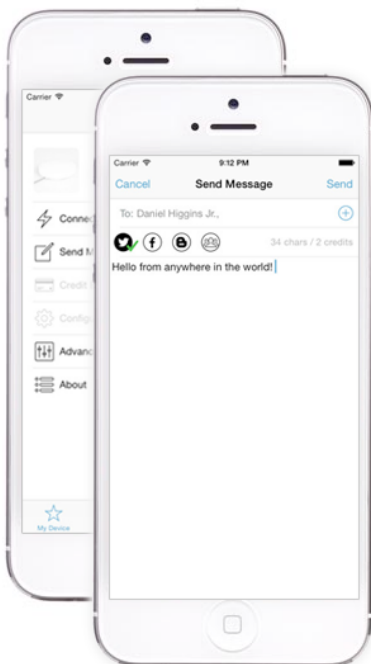 Carrier
Connec
Send M
Credit
Configu
Advanc
About
My Device
Carrier 9:12 PM
Cancel Send Message Send
To: Daniel Higgins Jr.,
34 chars / 2 credits
Hello from anywhere in the world!